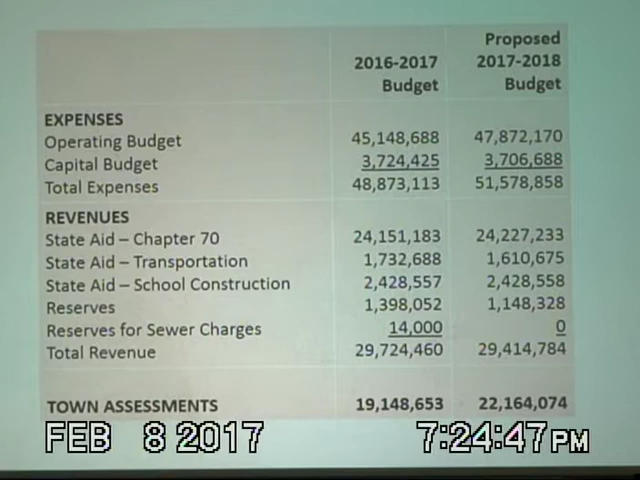 Proposed
2016-2017 2017-2018
Budget Budget
EXPENSES
Operating Budget 45,148,688 47,872,170
Capital Budget 3,724,425 3,706,688
Total Expenses 48,873,113 51,578,858
REVENUES
State Aid – Chapter 70 24,151,183 24,227,233
State Aid – Transportation 1,732,688 1,610,675
State Aid – School Construction 2,428,557 2,428,558
Reserves 1,398,052 1,148,328
Reserves for Sewer Charges 14,000 0
Total Revenue 29,724,460 29,414,784
TOWN ASSESSMENTS 19,148,653 22,164,074
FEB 8 2017 7:24:47 PM